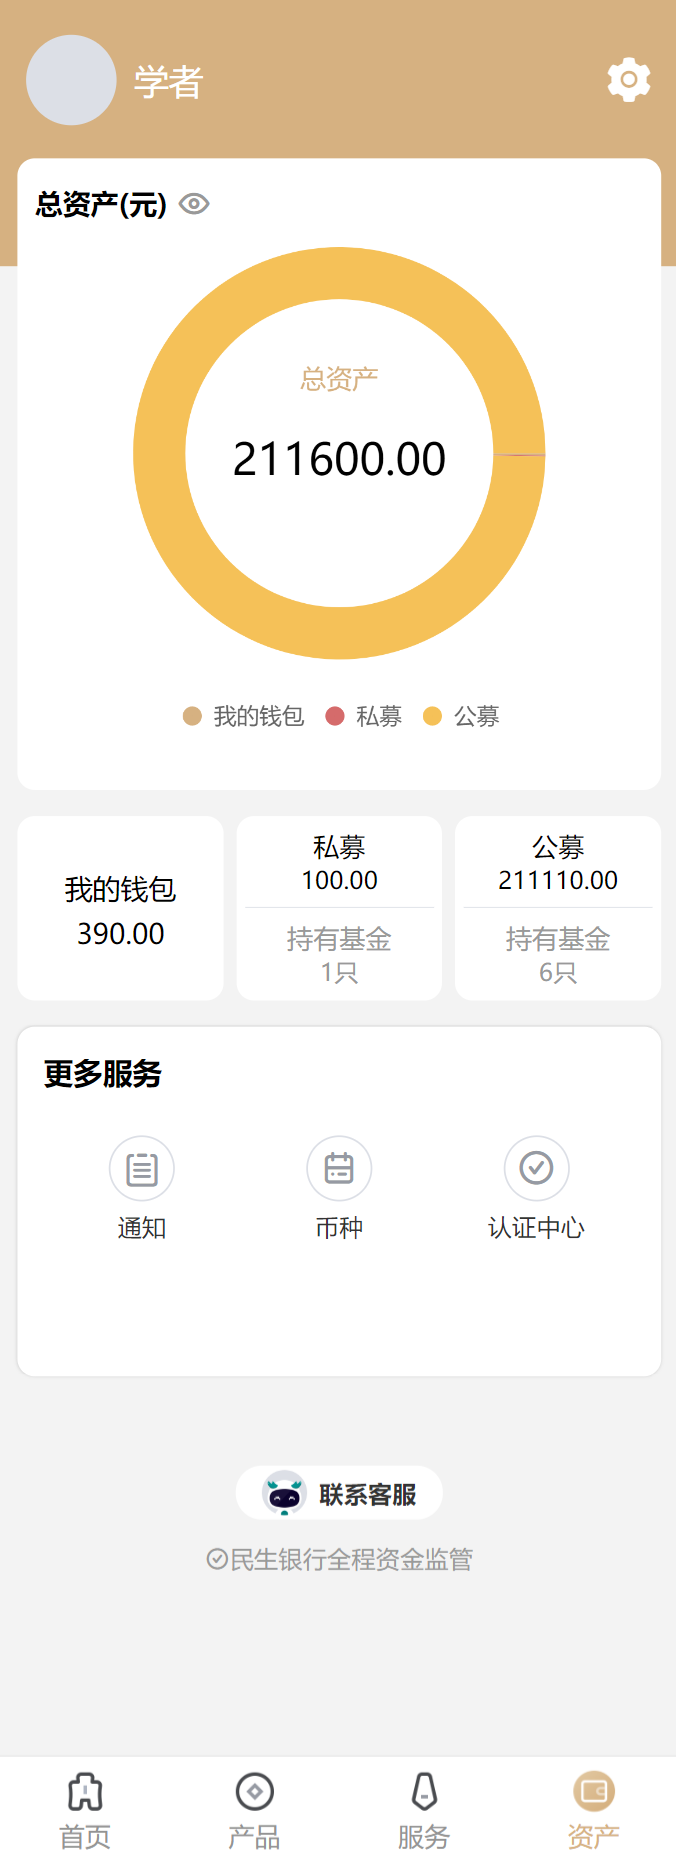 学者
总资产(元)
总资产
211600.00
我的钱包 私募 公募
我的钱包
390.00
私募
100.00
持有基金
1只
公募
211110.00
持有基金
6只
更多服务
通知 币种 认证中心
联系客服
民生银行全程资金监管
首页 产品 服务 资产